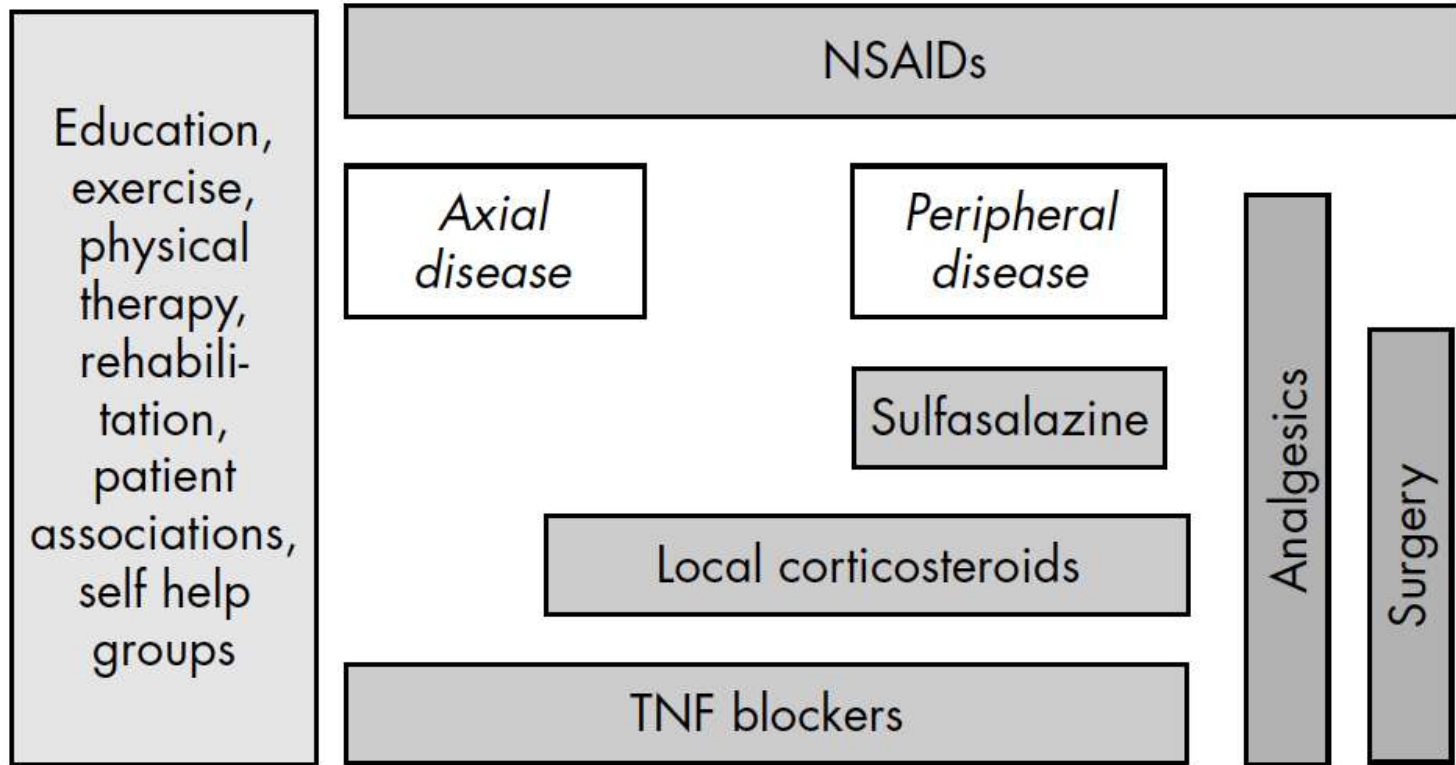 Education,
exercise,
physical
therapy,
rehabili-
tation,
patient
associations,
self help
groups
NSAIDs
Axial
disease
Peripheral
disease
Sulfasalazine
Local corticosteroids
TNF blockers
Analgesics
Surgery